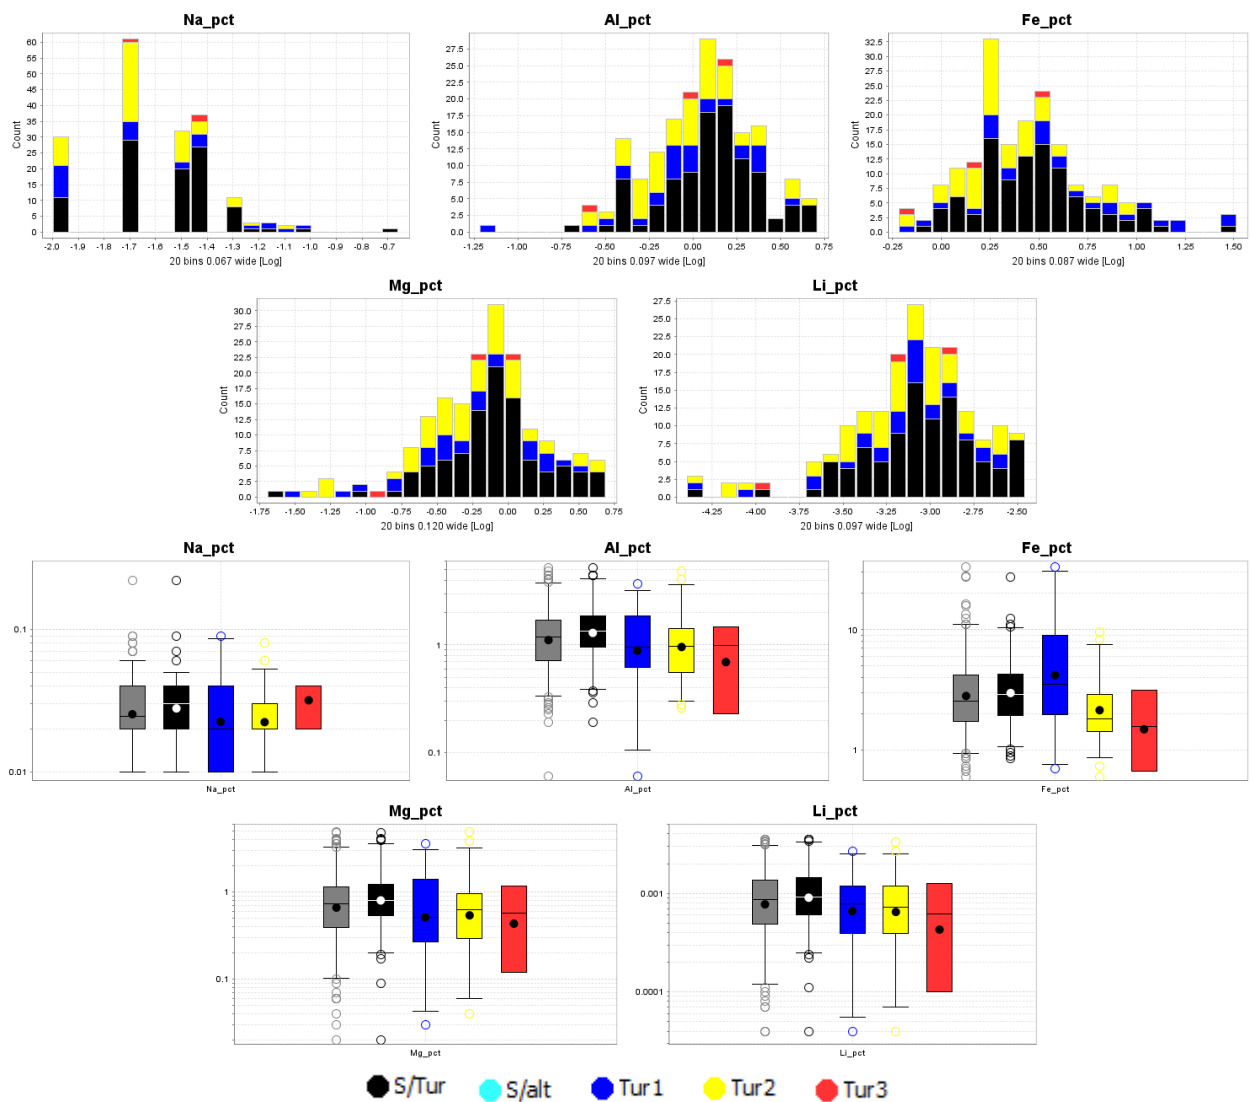 Na_pct
Al_pct
Fe_pct
Count
60
55
50
45
40
35
30
25
20
15
10
5
0
-2.0 -1.9 -1.8 -1.7 -1.6 -1.5 -1.4 -1.3 -1.2 -1.1 -1.0 -0.9 -0.8 -0.7
20 bins 0.067 wide [Log]
Count
27.5
25.0
22.5
20.0
17.5
15.0
12.5
10.0
7.5
5.0
2.5
0.0
-1.25 -1.00 -0.75 -0.50 -0.25 0.00 0.25 0.50 0.75
20 bins 0.097 wide [Log]
Count
32.5
30.0
27.5
25.0
22.5
20.0
17.5
15.0
12.5
10.0
7.5
5.0
2.5
0.0
-0.25 0.00 0.25 0.50 0.75 1.00 1.25 1.50
20 bins 0.087 wide [Log]
Mg_pct
Li_pct
Count
30.0
27.5
25.0
22.5
20.0
17.5
15.0
12.5
10.0
7.5
5.0
2.5
0.0
-1.75 -1.50 -1.25 -1.00 -0.75 -0.50 -0.25 0.00 0.25 0.50 0.75
20 bins 0.120 wide [Log]
Count
27.5
25.0
22.5
20.0
17.5
15.0
12.5
10.0
7.5
5.0
2.5
0.0
-4.25 -4.00 -3.75 -3.50 -3.25 -3.00 -2.75 -2.50
20 bins 0.097 wide [Log]
Na_pct
Al_pct
Fe_pct
0.1
0.01
Na_pct
1
0.1
Al_pct
10
1
Fe_pct
Mg_pct
Li_pct
1
0.1
Mg_pct
0.001
0.0001
Li_pct
S/Tur S/alt Tur1 Tur2 Tur3